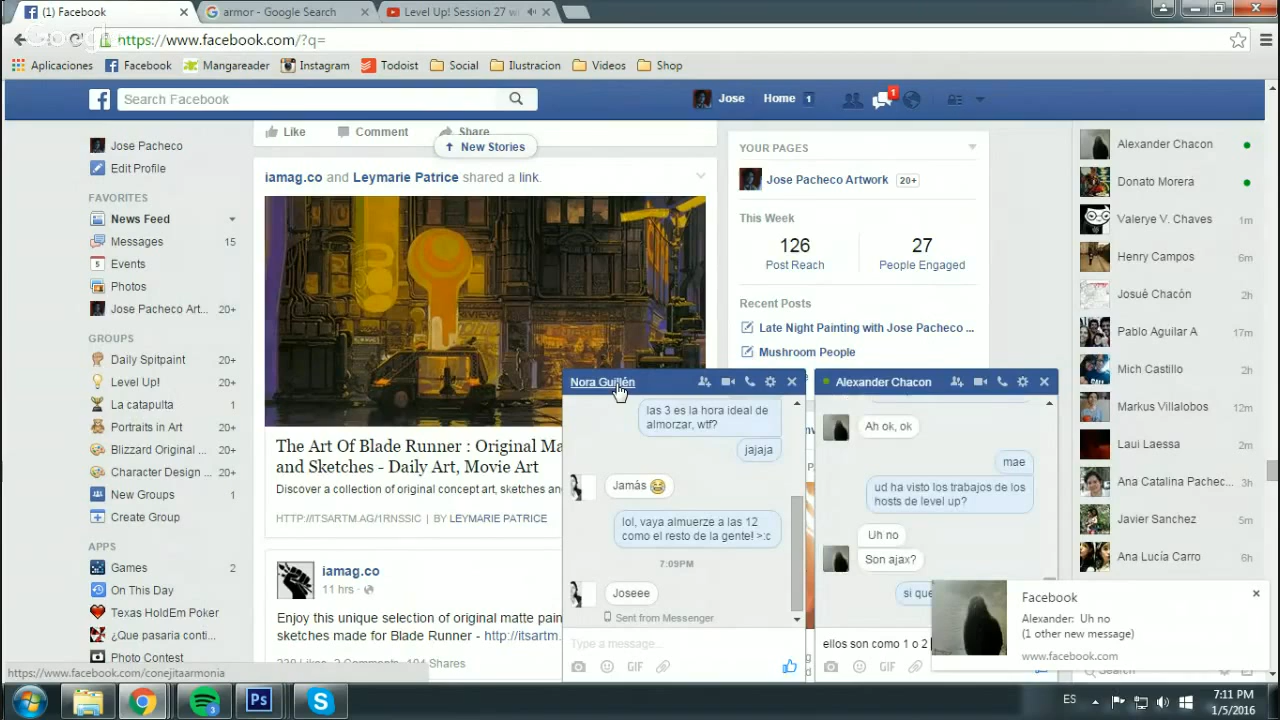 (1) Facebook
armor - Google Search
Level Up! Session 27 w
https://www.facebook.com/?q=
Aplicaciones
Facebook
Mangareader
Instagram
Todoist
Social
Ilustracion
Videos
Shop
Search Facebook
Jose
Home 1
1
Jose Pacheco
Edit Profile
FAVORITES
News Feed
Messages 15
Events
Photos
Jose Pacheco Art... 20+
GROUPS
Daily Spitpaint 20+
Level Up! 20+
La catapulta 1
Portraits in Art 20+
Blizzard Original ... 20+
Character Design ... 20+
New Groups 1
Create Group
APPS
Games 2
On This Day
Texas HoldEm Poker
¿Que pasaria conti...
Photo Contest
https://www.facebook.com/conejitaarmonia
Like Comment Share
New Stories
iamag.co and Leymarie Patrice shared a link.
The Art Of Blade Runner : Original Ma
and Sketches - Daily Art, Movie Art
Discover a collection of original concept art, sketches an
HTTP://ITSARTM.AG/1RNSSIC | BY LEYMARIE PATRICE
iamag.co
11 hrs
Enjoy this unique selection of original matte pain
sketches made for Blade Runner - http://itsartm.
YOUR PAGES
Jose Pacheco Artwork 20+
This Week
126 27
Post Reach People Engaged
Recent Posts
Late Night Painting with Jose Pacheco ...
Mushroom People
Nora Guillén
las 3 es la hora ideal de
almorzar, wtf?
jajaja
Jamás 😂
lol, vaya almuerze a las 12
como el resto de la gente! >:c
7:09PM
Joseee
Sent from Messenger
Type a message...
GIF
Alexander Chacon
Ah ok, ok
mae
ud ha visto los trabajos de los
hosts de level up?
Uh no
Son ajax?
si que
ellos son como 1 o 2
GIF
Alexander Chacon
Donato Morera
Valerye V. Chaves 1m
Henry Campos 6m
Josué Chacón 2h
Pablo Aguilar A 17m
Mich Castillo 2h
Markus Villalobos 12m
Laui Laessa 2m
Ana Catalina Pachec... 2h
Javier Sanchez 5m
Ana Lucía Carro 6h
Facebook
Alexander: Uh no
(1 other new message)
www.facebook.com
Search
ES
7:11 PM
1/5/2016